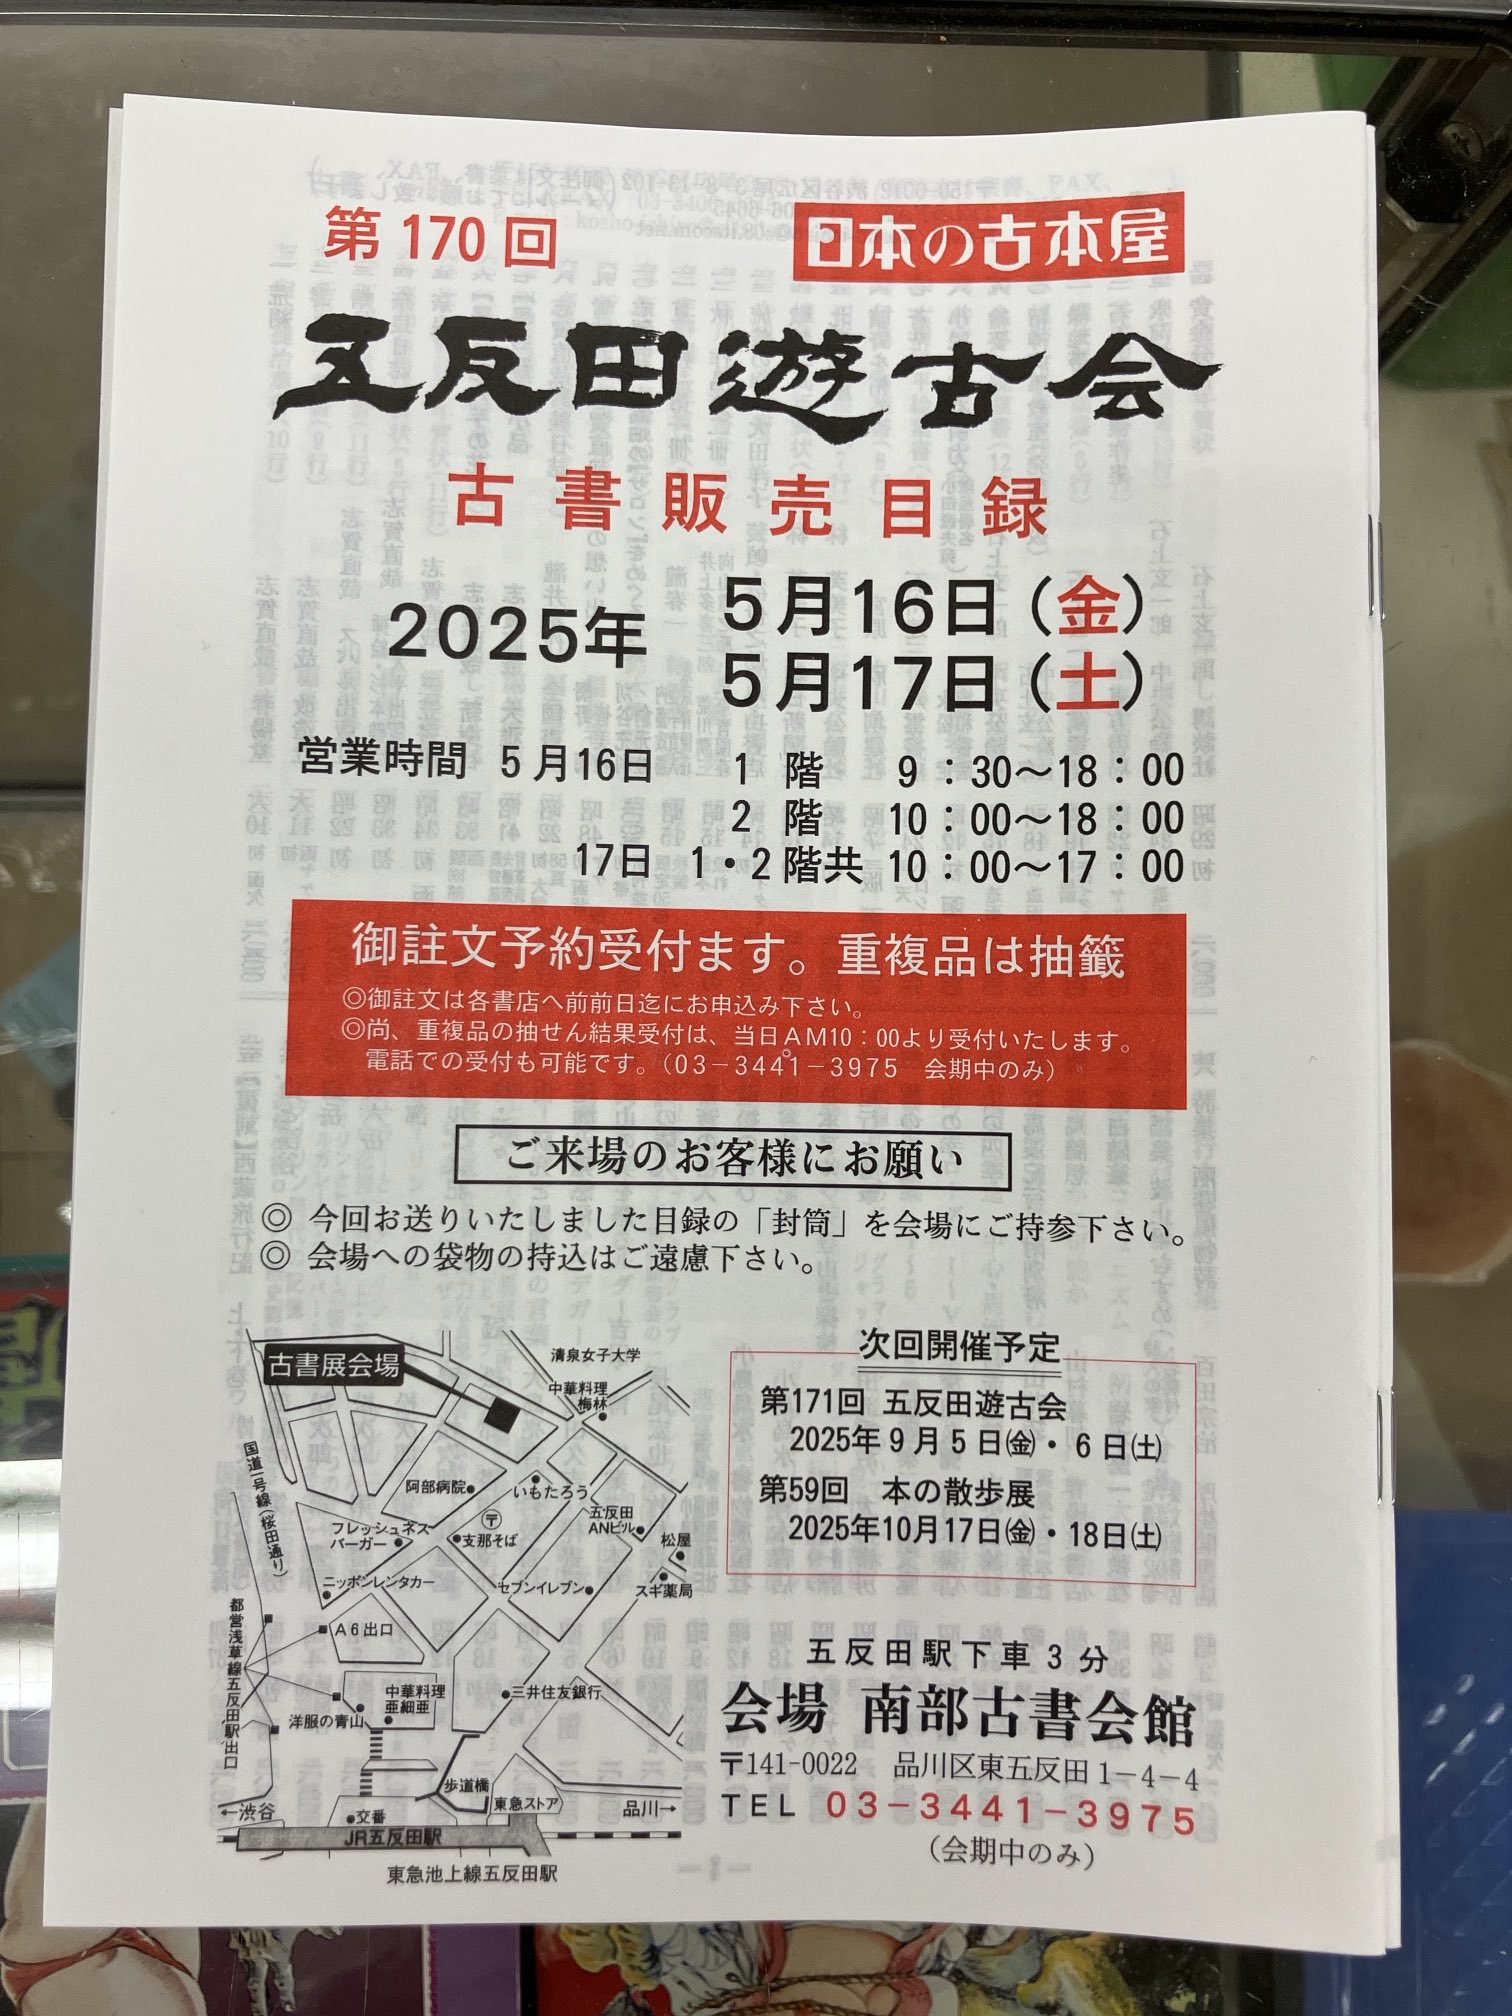 第170回
日本の古本屋
五反田遊古会
古書販売目録
2025年
5月16日(金)
5月17日(土)
営業時間 5月16日 1階 9:30〜18:00
2階 10:00〜18:00
17日 1・2階共 10:00〜17:00
御註文予約受付ます。重複品は抽籤
◎御註文は各書店へ前前日迄にお申込み下さい。
◎尚、重複品の抽せん結果受付は、当日AM10:00より受付いたします。
電話での受付も可能です。(03-3441-3975 会期中のみ)
ご来場のお客様にお願い
◎ 今回お送りいたしました目録の「封筒」を会場にご持参下さい。
◎ 会場への袋物の持込はご遠慮下さい。
古書展会場
清泉女子大学
中華料理
梅林
国道一号線(桜田通り)
阿部病院
いもたろう
フレッシュネス
バーガー
〒
支那そば
五反田
ANビル
松屋
ニッポンレンタカー
セブンイレブン
スギ薬局
都営浅草線五反田駅出口
A6出口
中華料理
亜細亜
三井住友銀行
洋服の青山
歩道橋
東急ストア
←渋谷
交番
品川→
JR五反田駅
東急池上線五反田駅
次回開催予定
第171回 五反田遊古会
2025年9月5日㈮・6日㈯
第59回 本の散歩展
2025年10月17日㈮・18日㈯
五反田駅下車3分
会場 南部古書会館
〒141-0022 品川区東五反田1-4-4
TEL 03-3441-3975
(会期中のみ)